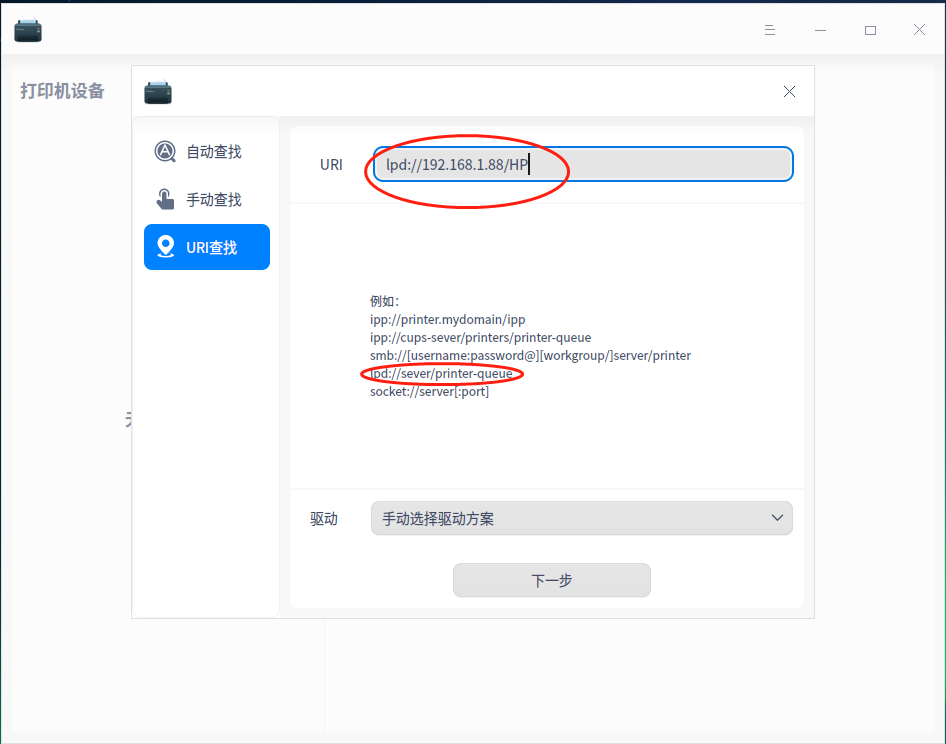 打印机设备
自动查找
手动查找
URI查找
URI
lpd://192.168.1.88/HP
例如：
ipp://printer.mydomain/ipp
ipp://cups-sever/printers/printer-queue
smb://[username:password@][workgroup/]server/printer
lpd://sever/printer-queue
socket://server[:port]
驱动
手动选择驱动方案
下一步